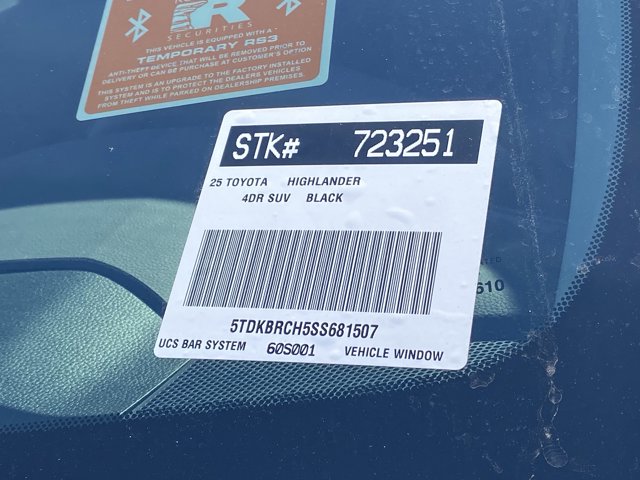 R
SECURITIES
THIS VEHICLE IS EQUIPPED WITH A
TEMPORARY RS3
ANTI-THEFT DEVICE THAT WILL BE REMOVED PRIOR TO
DELIVERY OR CAN BE PURCHASED AT CUSTOMER'S OPTION
THIS SYSTEM IS AN UPGRADE TO THE FACTORY INSTALLED
SYSTEM AND IS TO PROTECT THE DEALERS VEHICLES
FROM THEFT WHILE PARKED ON DEALERSHIP PREMISES.
STK# 723251
25 TOYOTA HIGHLANDER
4DR SUV BLACK
5TDKBRCH5SS681507
UCS BAR SYSTEM 60S001 VEHICLE WINDOW
610